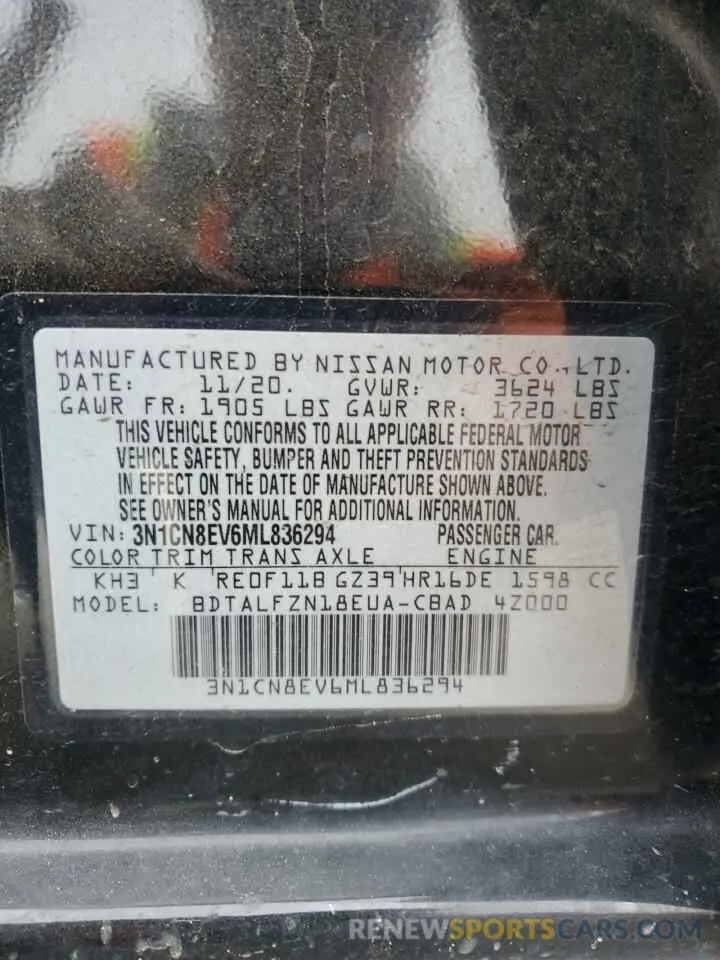 MANUFACTURED BY NISSAN MOTOR CO., LTD.
DATE: 11/20. GVWR: 3624 LBS
GAWR FR: 1905 LBS GAWR RR: 1720 LBS
THIS VEHICLE CONFORMS TO ALL APPLICABLE FEDERAL MOTOR
VEHICLE SAFETY, BUMPER AND THEFT PREVENTION STANDARDS
IN EFFECT ON THE DATE OF MANUFACTURE SHOWN ABOVE.
SEE OWNER'S MANUAL FOR ADDITIONAL INFORMATION.
VIN: 3N1CN8EV6ML836294 PASSENGER CAR.
COLOR TRIM TRANS AXLE ENGINE
KH3 K RE0F11B GZ39 HR16DE 1598 CC
MODEL: BDTALFZN18EUA-CBAD 4Z000
3N1CN8EV6ML836294
RENEWSPORTSCARS.COM